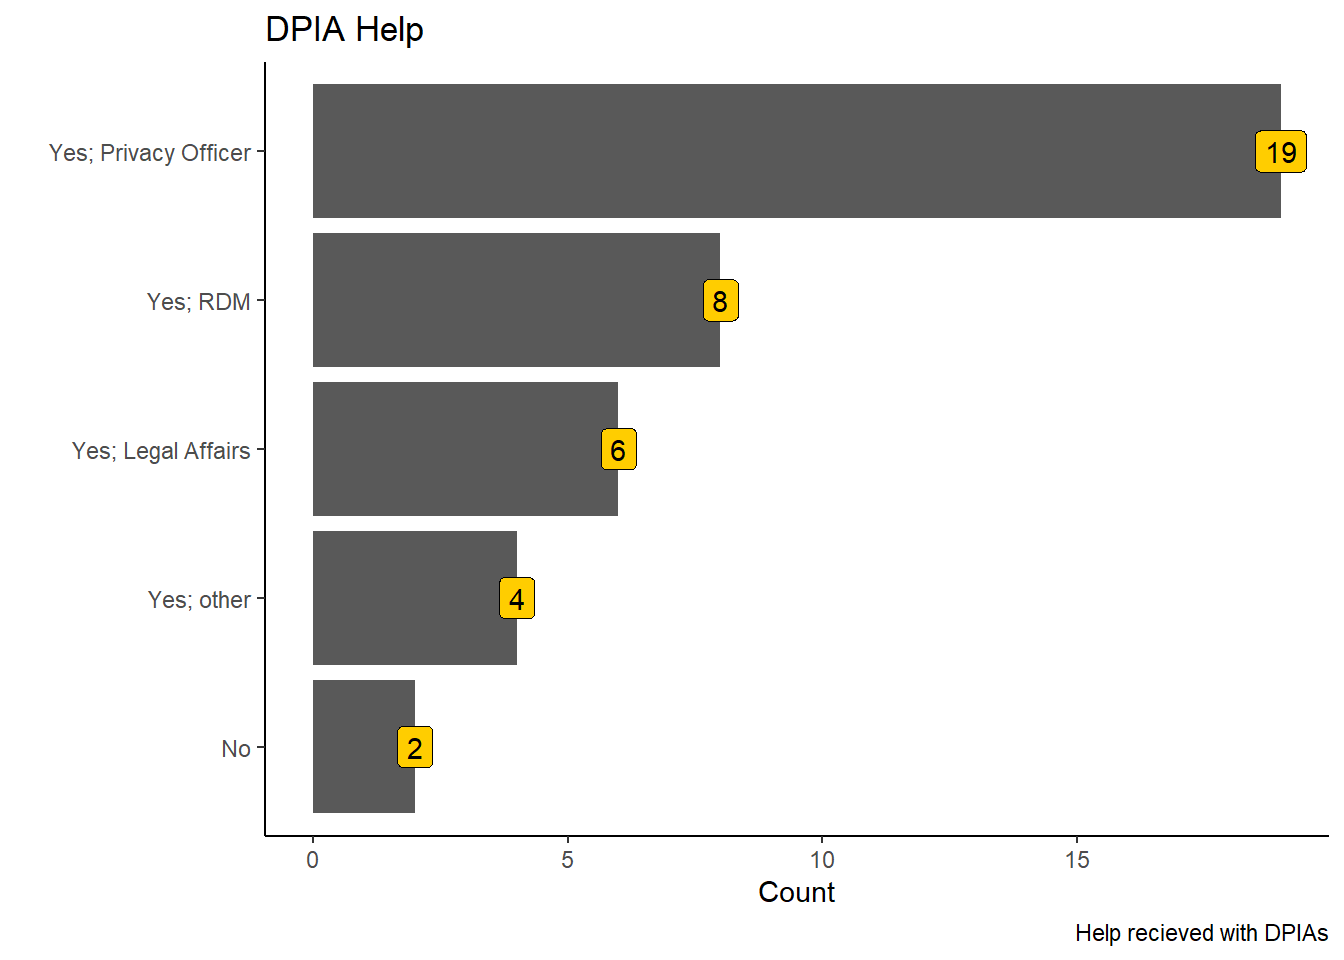 DPIA Help
Yes; Privacy Officer
19
Yes; RDM
8
Yes; Legal Affairs
6
Yes; other
4
No
2
0 5 10 15
Count
Help recieved with DPIAs